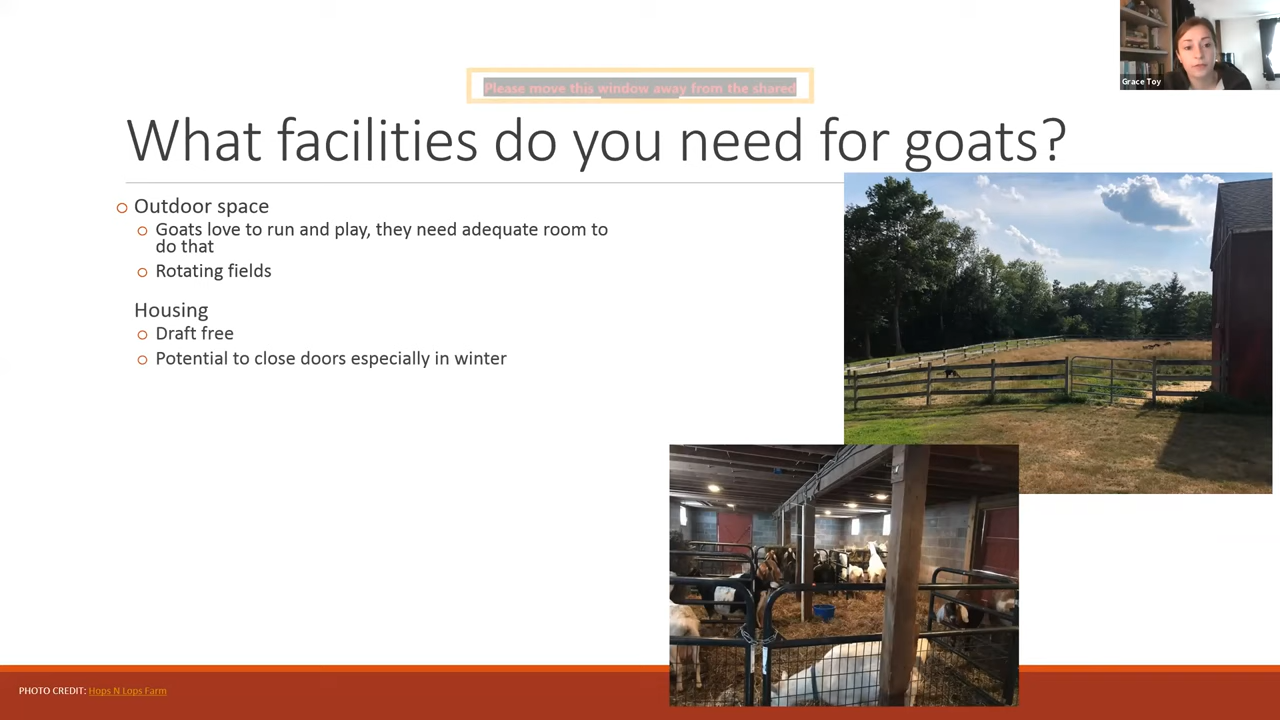 Grace Toy
Please move this window away from the shared
What facilities do you need for goats?
Outdoor space
Goats love to run and play, they need adequate room to
do that
Rotating fields
Housing
Draft free
Potential to close doors especially in winter
PHOTO CREDIT: Hops N Lops Farm